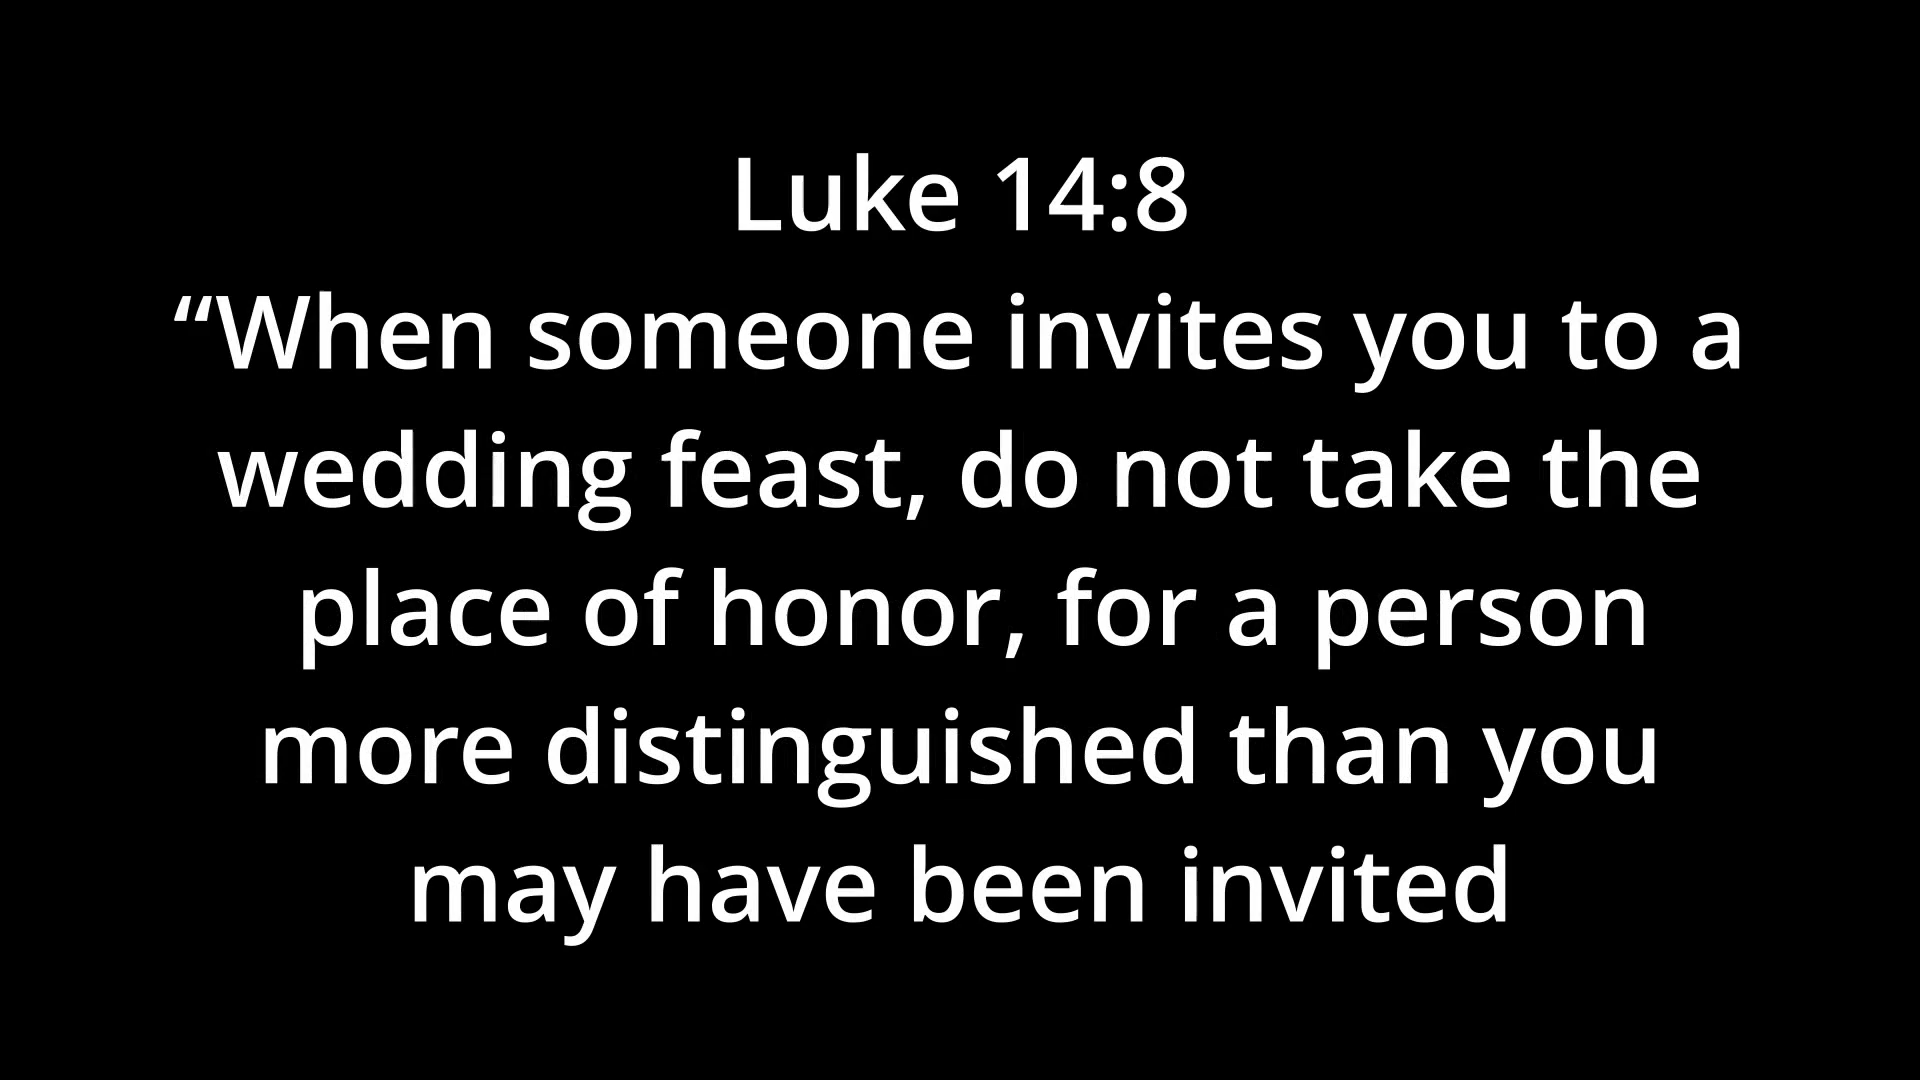 Luke 14:8
“When someone invites you to a
wedding feast, do not take the
place of honor, for a person
more distinguished than you
may have been invited